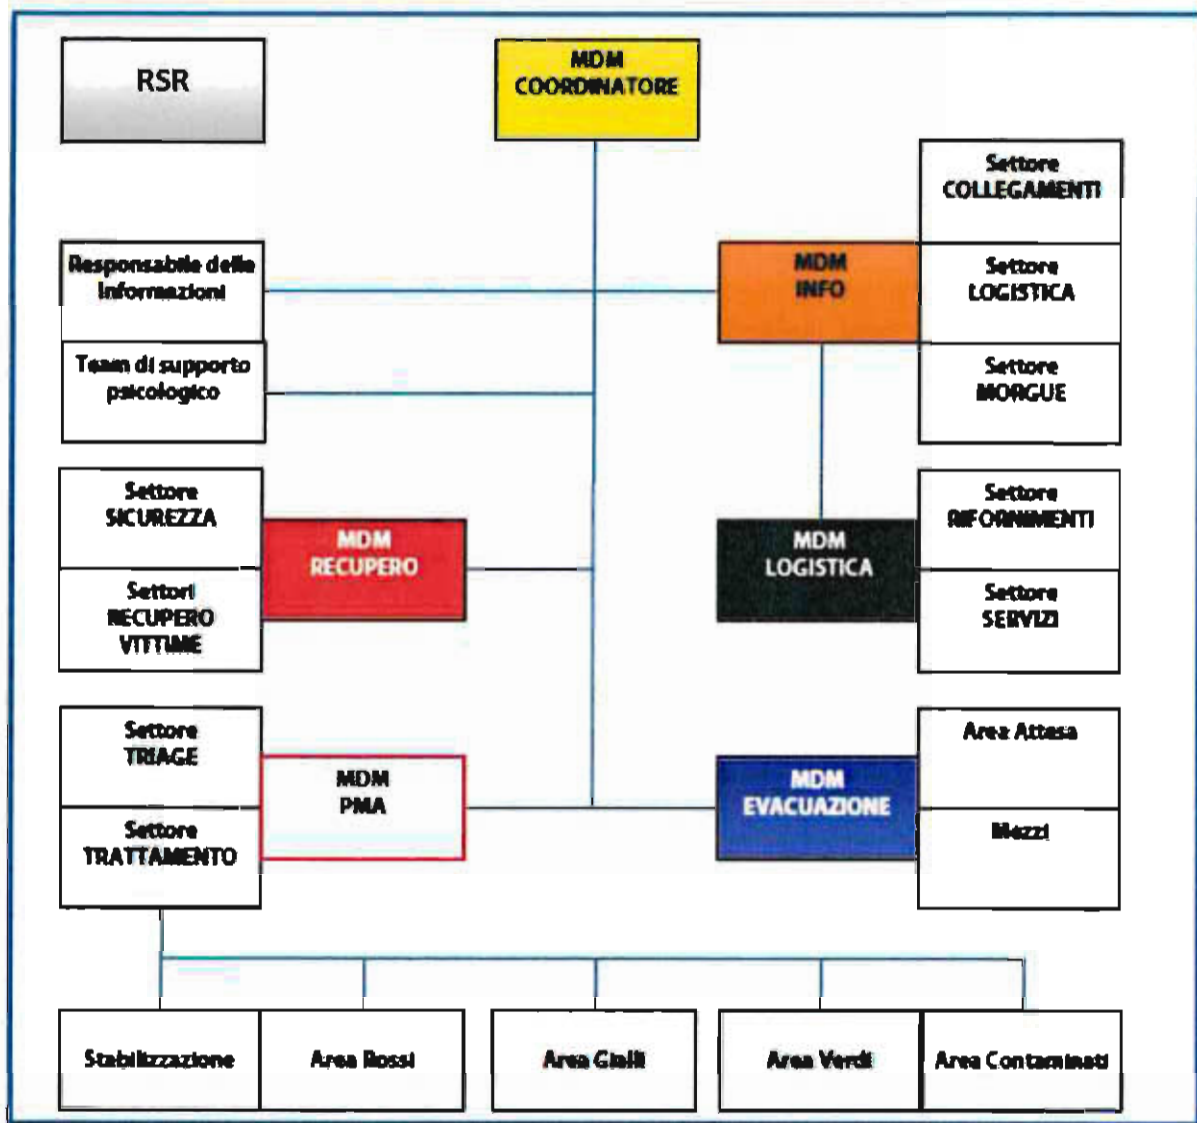 RSR
MDM
COORDINATORE
Settore
COLLEGAMENTI
Responsabile delle
Informazioni
MDM
INFO
Settore
LOGISTICA
Team di supporto
psicologico
Settore
MORGUE
Settore
SICUREZZA
MDM
RECUPERO
MDM
LOGISTICA
Settore
RIFORNIMENTI
Settori
RECUPERO
VITTIME
Settore
SERVIZI
Settore
TRIAGE
MDM
PMA
MDM
EVACUAZIONE
Area Attesa
Settore
TRATTAMENTO
Mezzi
Stabilizzazione
Area Rossi
Area Gialli
Area Verdi
Area Contaminati